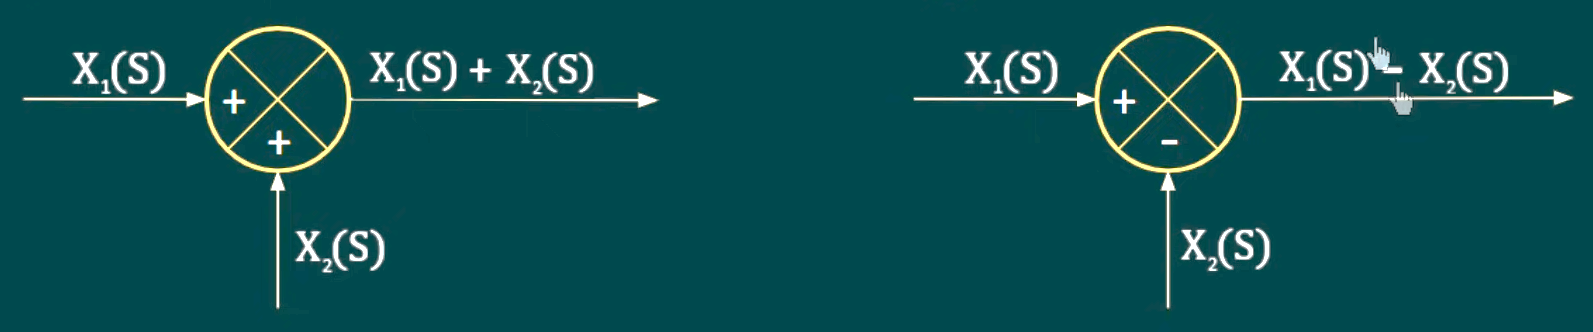 X₁(S)
X₁(S) + X₂(S)
+
+
X₂(S)
X₁(S)
X₁(S) - X₂(S)
+
-
X₂(S)